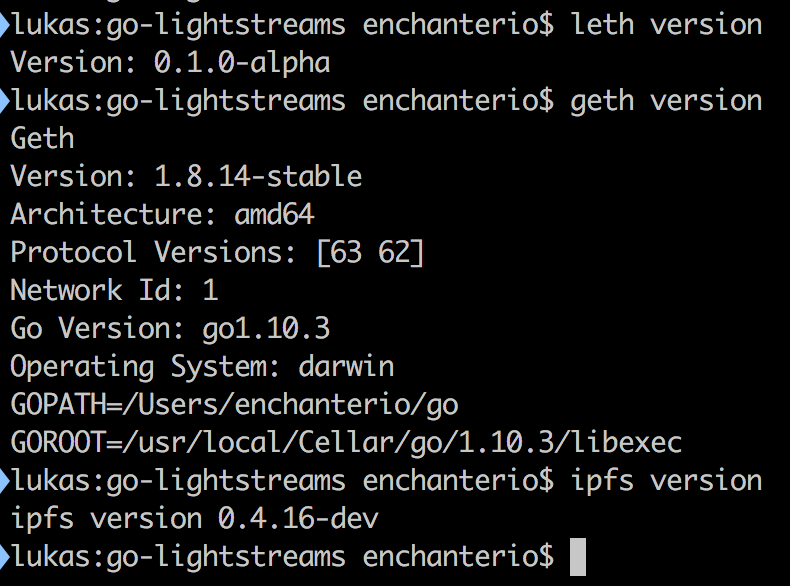 lukas:go-lightstreams enchanterio$ leth version
Version: 0.1.0-alpha
lukas:go-lightstreams enchanterio$ geth version
Geth
Version: 1.8.14-stable
Architecture: amd64
Protocol Versions: [63 62]
Network Id: 1
Go Version: go1.10.3
Operating System: darwin
GOPATH=/Users/enchanterio/go
GOROOT=/usr/local/Cellar/go/1.10.3/libexec
lukas:go-lightstreams enchanterio$ ipfs version
ipfs version 0.4.16-dev
lukas:go-lightstreams enchanterio$